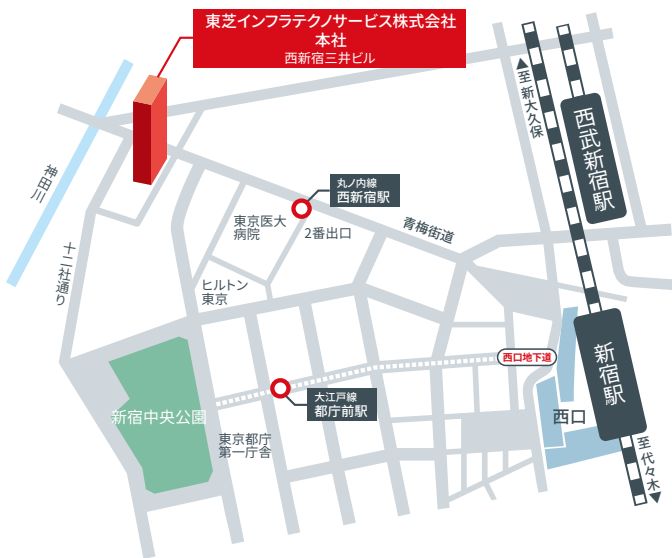 東芝インフラテクノサービス株式会社
本社
西新宿三井ビル
▲至 新大久保
西武新宿駅
神田川
丸ノ内線
西新宿駅
東京医大
病院
2番出口
青梅街道
十二社通り
ヒルトン
東京
西口地下道
新宿駅
大江戸線
都庁前駅
新宿中央公園
西口
東京都庁
第一庁舎
至 代々木▼